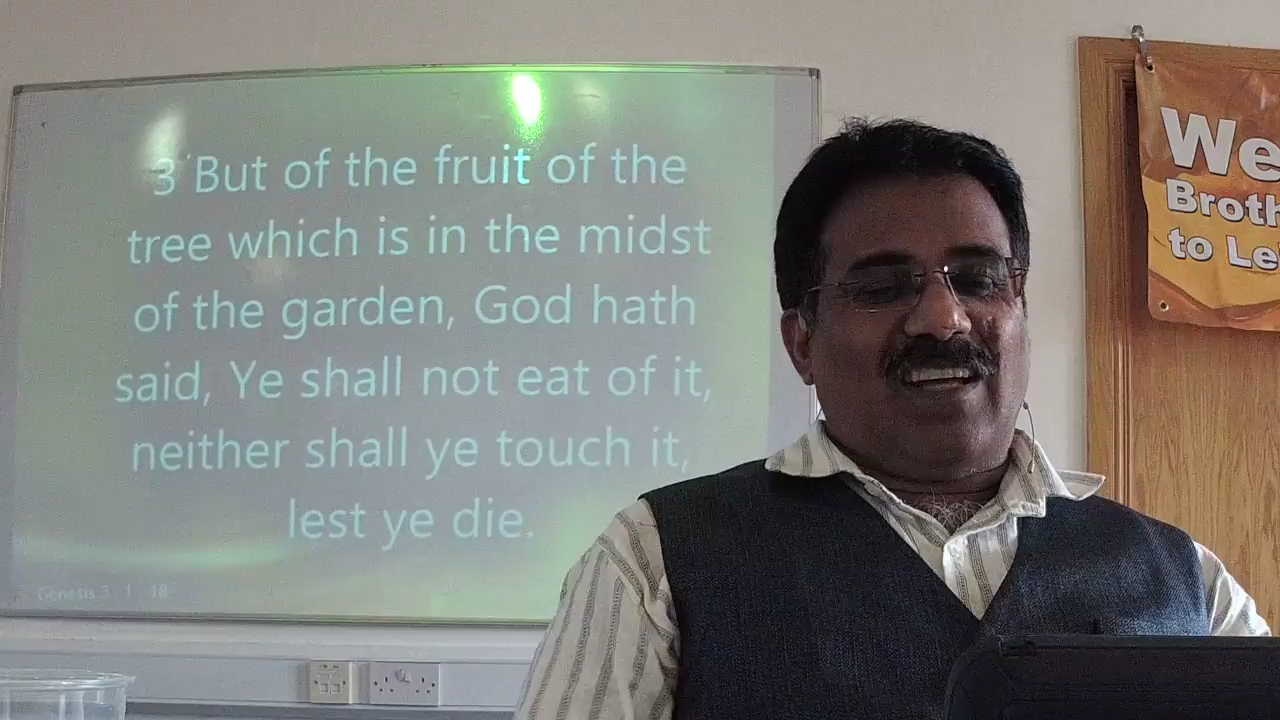 3 But of the fruit of the
tree which is in the midst
of the garden, God hath
said, Ye shall not eat of it,
neither shall ye touch it,
lest ye die.
Genesis 3 1 - 10
We
Broth
to Le